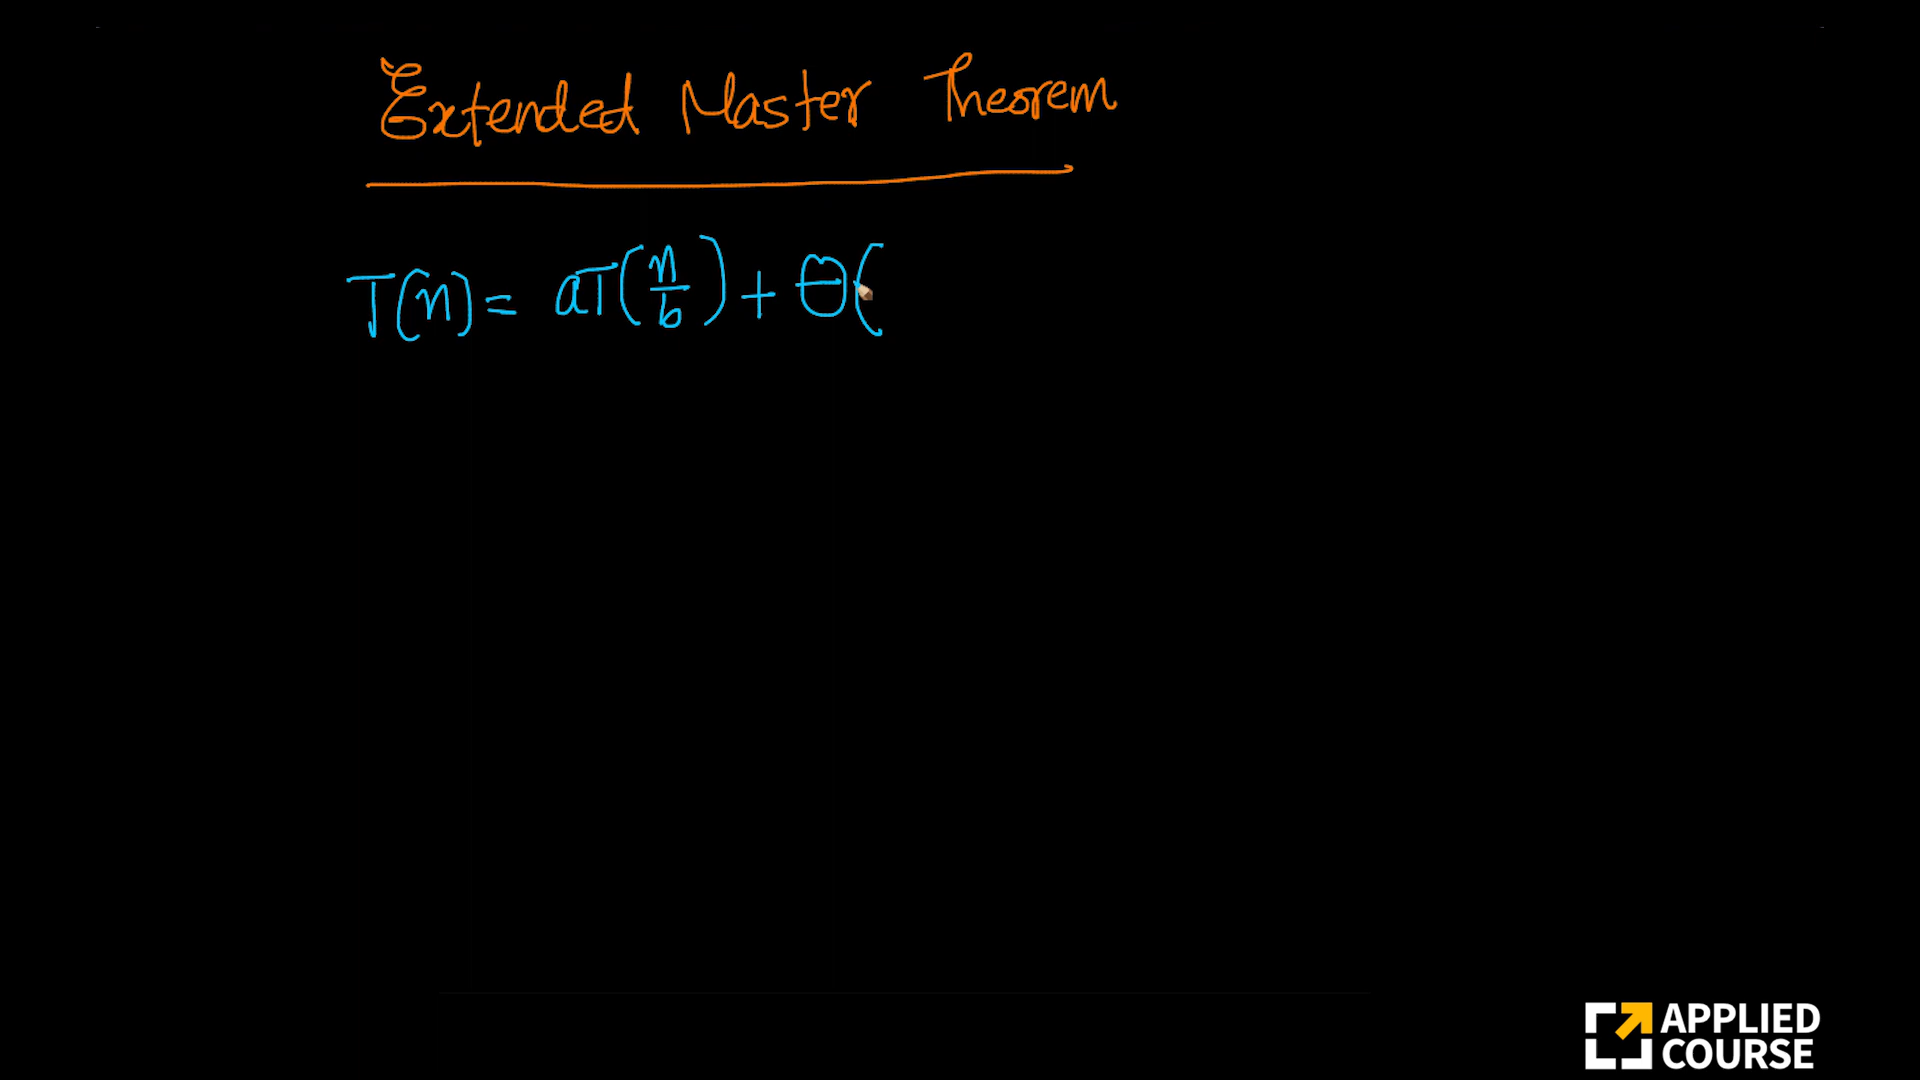 Extended Master Theorem
T(n) = aT(n/b) + Θ(
APPLIED
COURSE